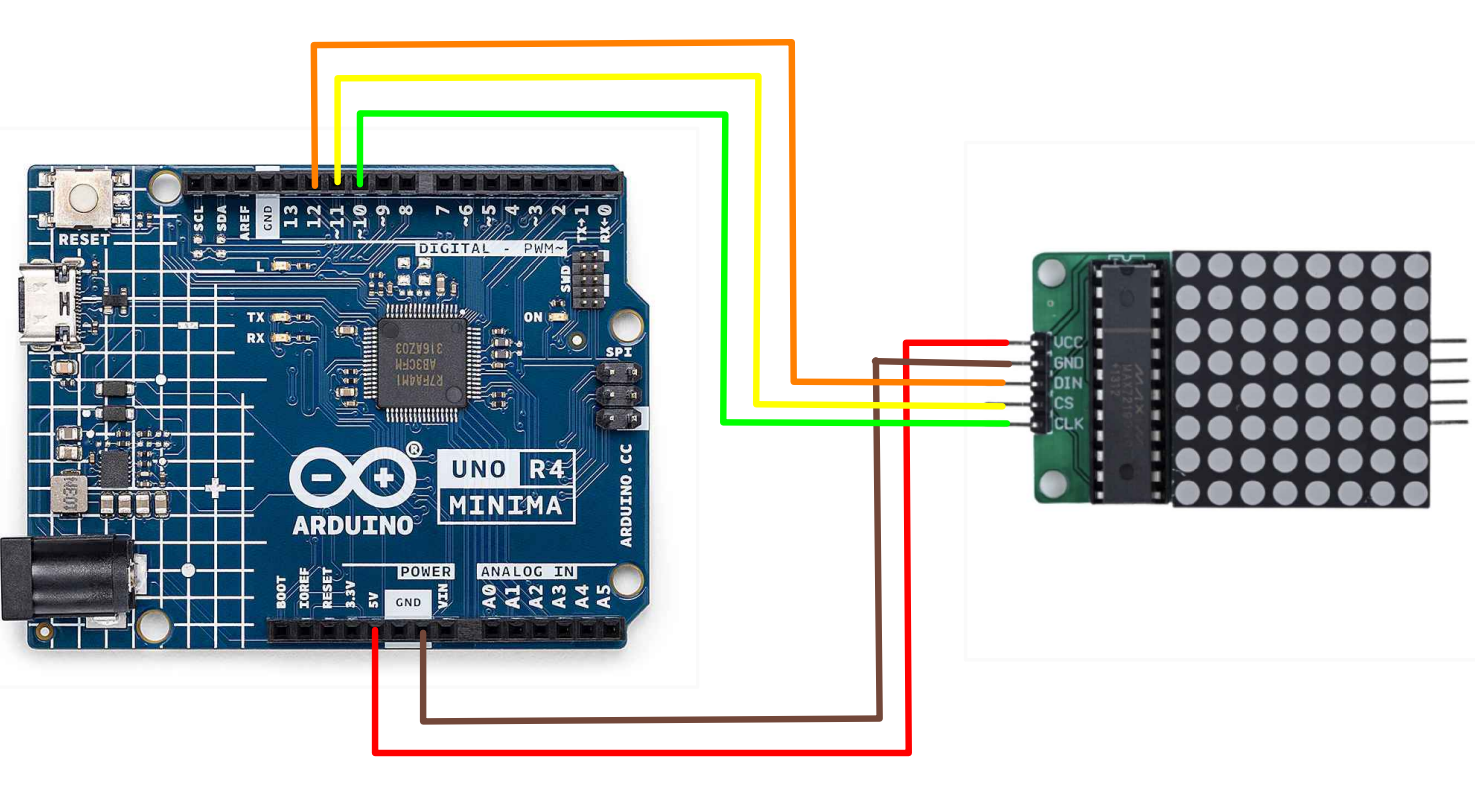 RESET
SCL
SDA
AREF
GND
13
12
~11
~10
~9
8
7
~6
~5
4
~3
2
TX→1
RX←0
DIGITAL - PWM~
L
TX
RX
ON
SWD
SPI
R7FA4M1
AB3CFM
316AZ03
103N
®
UNO R4
MINIMA
ARDUINO
ARDUINO.CC
POWER
ANALOG IN
BOOT
IOREF
RESET
3.3V
5V
GND
VIN
A0
A1
A2
A3
A4
A5
VCC
GND
DIN
CS
CLK
MAX7219